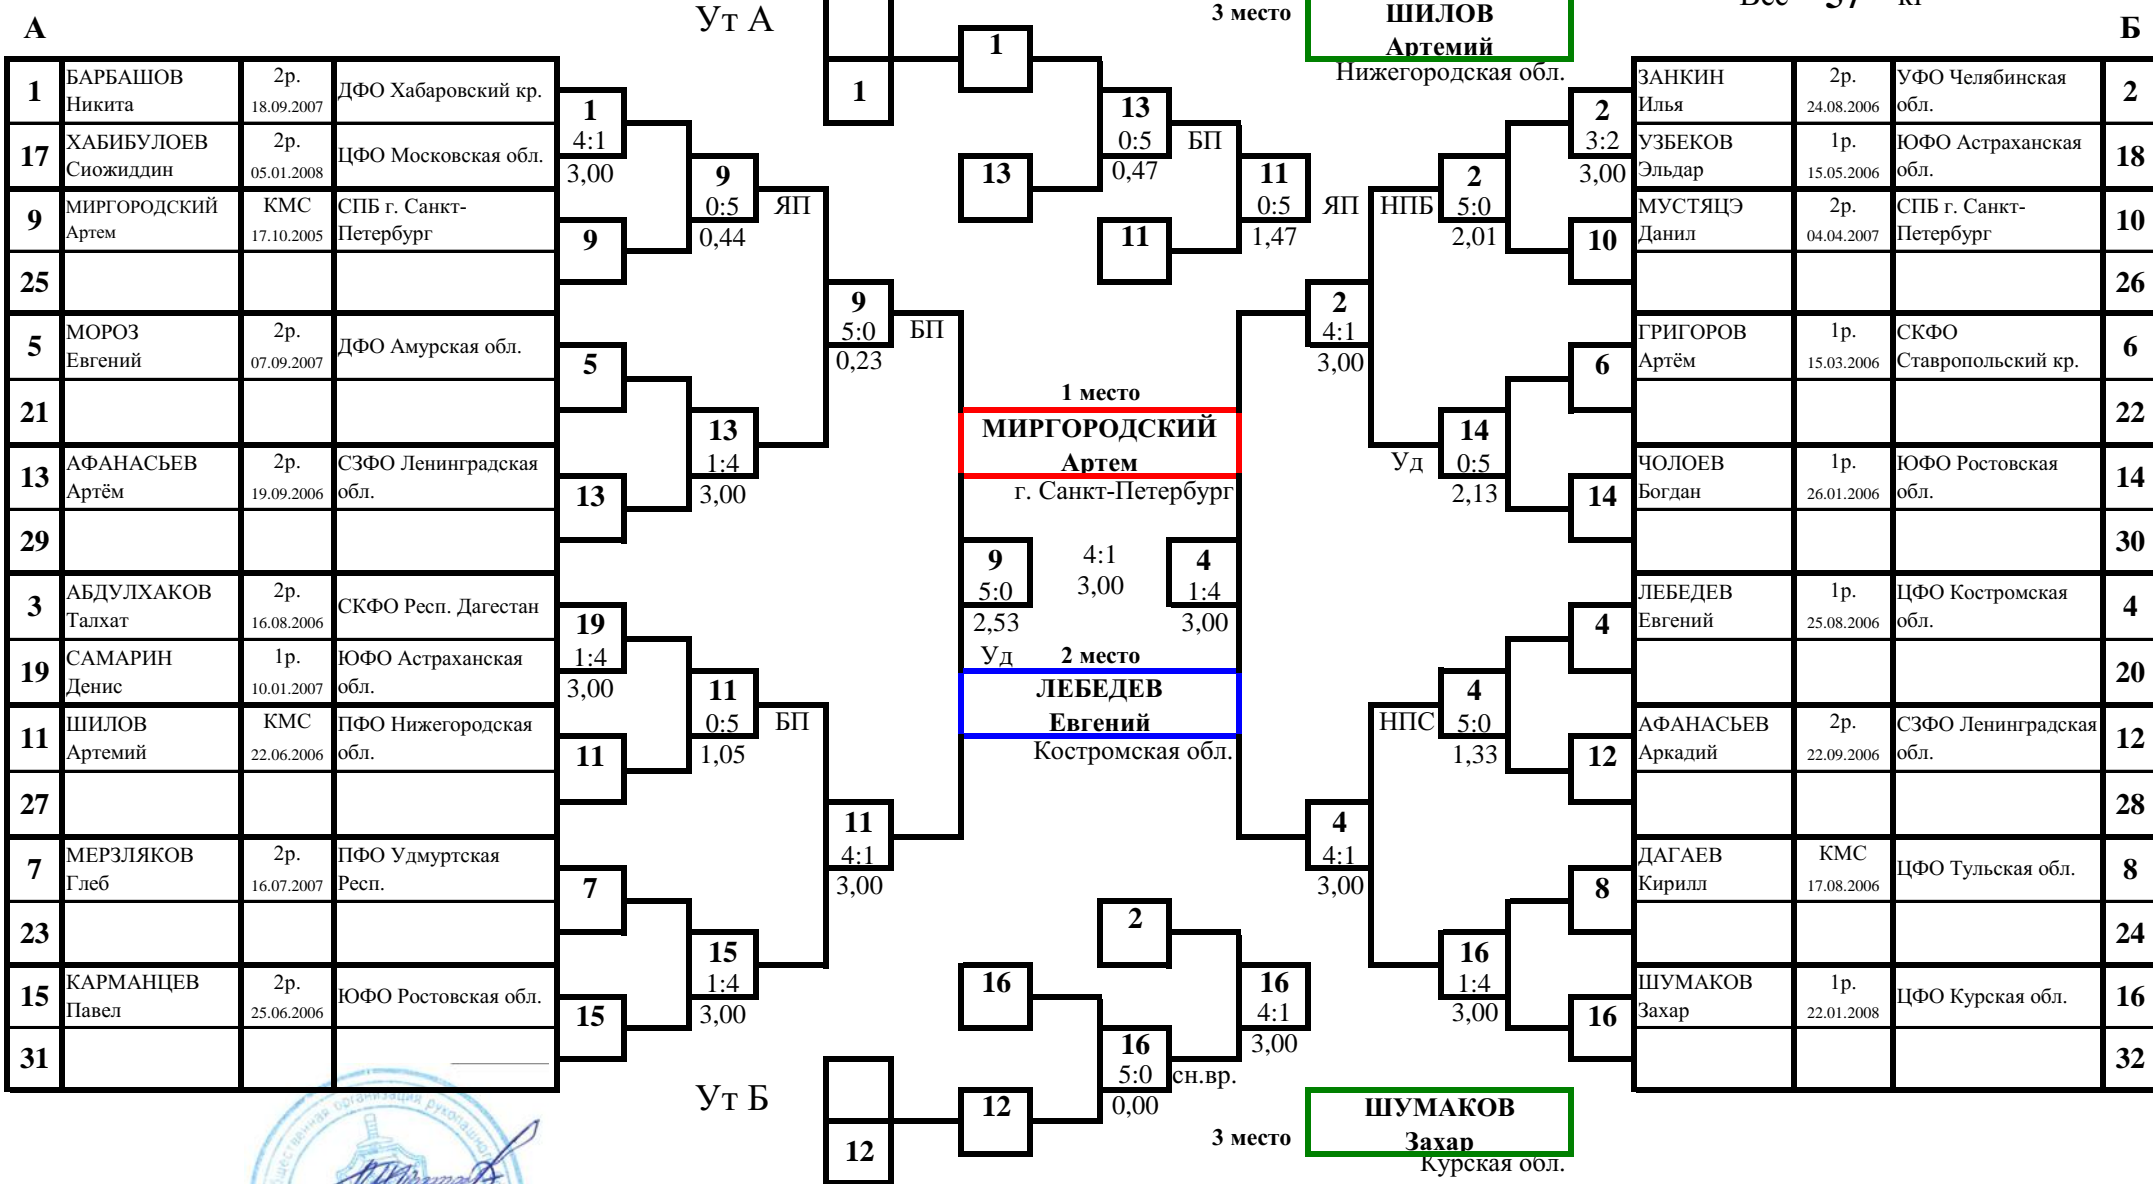 Ут А
3 место
ШИЛОВ
Артемий
Нижегородская обл.
Вес 37 кг
А
Б
1 БАРБАШОВ Никита 2р. 18.09.2007 ДФО Хабаровский кр.
17 ХАБИБУЛОЕВ Сиожиддин 2р. 05.01.2008 ЦФО Московская обл.
9 МИРГОРОДСКИЙ Артем КМС 17.10.2005 СПБ г. Санкт-Петербург
25
5 МОРОЗ Евгений 2р. 07.09.2007 ДФО Амурская обл.
21
13 АФАНАСЬЕВ Артём 2р. 19.09.2006 СЗФО Ленинградская обл.
29
3 АБДУЛХАКОВ Талхат 2р. 16.08.2006 СКФО Респ. Дагестан
19 САМАРИН Денис 1р. 10.01.2007 ЮФО Астраханская обл.
11 ШИЛОВ Артемий КМС 22.06.2006 ПФО Нижегородская обл.
27
7 МЕРЗЛЯКОВ Глеб 2р. 16.07.2007 ПФО Удмуртская Респ.
23
15 КАРМАНЦЕВ Павел 2р. 25.06.2006 ЮФО Ростовская обл.
31
1
4:1
3,00
9
5
13
19
1:4
3,00
11
7
15
9
0:5
0,44
ЯП
13
1:4
3,00
11
0:5
1,05
БП
15
1:4
3,00
9
5:0
0,23
БП
11
4:1
3,00
1
1
13
13
0:5
0,47
БП
11
11
0:5
1,47
ЯП
1 место
МИРГОРОДСКИЙ
Артем
г. Санкт-Петербург
9
5:0
2,53
Уд
4:1
3,00
4
1:4
3,00
2 место
ЛЕБЕДЕВ
Евгений
Костромская обл.
2
4:1
3,00
4
4:1
3,00
НПБ
2
5:0
2,01
Уд
14
0:5
2,13
НПС
4
5:0
1,33
16
1:4
3,00
2
3:2
3,00
10
6
14
4
12
8
16
ЗАНКИН Илья 2р. 24.08.2006 УФО Челябинская обл. 2
УЗБЕКОВ Эльдар 1р. 15.05.2006 ЮФО Астраханская обл. 18
МУСТЯЦЭ Данил 2р. 04.04.2007 СПБ г. Санкт-Петербург 10
26
ГРИГОРОВ Артём 1р. 15.03.2006 СКФО Ставропольский кр. 6
22
ЧОЛОЕВ Богдан 1р. 26.01.2006 ЮФО Ростовская обл. 14
30
ЛЕБЕДЕВ Евгений 1р. 25.08.2006 ЦФО Костромская обл. 4
20
АФАНАСЬЕВ Аркадий 2р. 22.09.2006 СЗФО Ленинградская обл. 12
28
ДАГАЕВ Кирилл КМС 17.08.2006 ЦФО Тульская обл. 8
24
ШУМАКОВ Захар 1р. 22.01.2008 ЦФО Курская обл. 16
32
Ут Б
12
12
16
16
5:0
0,00
сн.вр.
2
16
4:1
3,00
3 место
ШУМАКОВ
Захар
Курская обл.
общественная организация